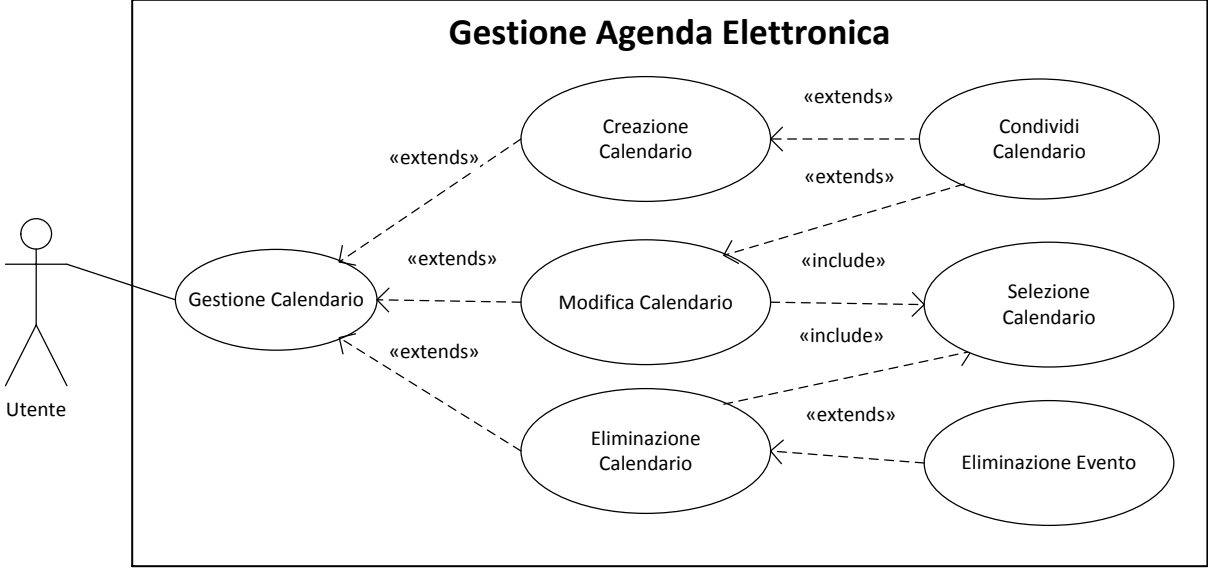 Gestione Agenda Elettronica
«extends»
Creazione
Calendario
«extends»
Condividi
Calendario
«extends»
«extends»
Modifica Calendario
«include»
Selezione
Calendario
Gestione Calendario
«extends»
Eliminazione
Calendario
«include»
«extends»
Eliminazione Evento
Utente